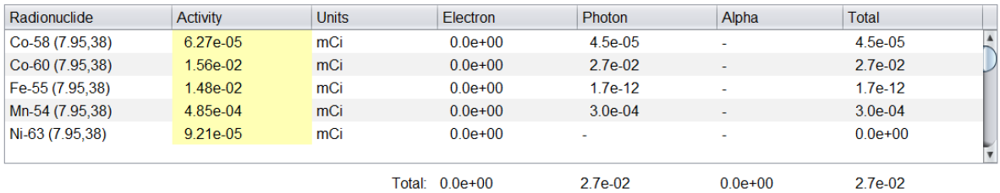 Radionuclide Activity Units Electron Photon Alpha Total
Co-58 (7.95,38) 6.27e-05 mCi 0.0e+00 4.5e-05 - 4.5e-05
Co-60 (7.95,38) 1.56e-02 mCi 0.0e+00 2.7e-02 - 2.7e-02
Fe-55 (7.95,38) 1.48e-02 mCi 0.0e+00 1.7e-12 - 1.7e-12
Mn-54 (7.95,38) 4.85e-04 mCi 0.0e+00 3.0e-04 - 3.0e-04
Ni-63 (7.95,38) 9.21e-05 mCi 0.0e+00 - - 0.0e+00
Total: 0.0e+00 2.7e-02 0.0e+00 2.7e-02